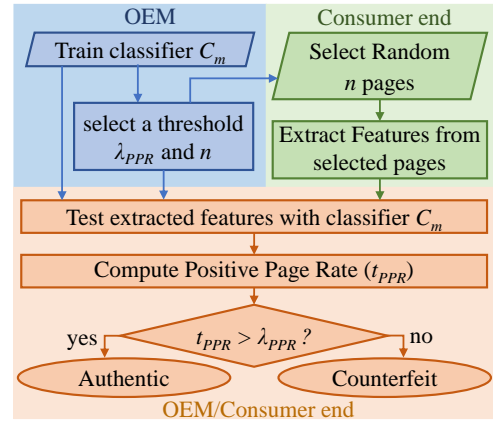 OEM
Consumer end
Train classifier C_m
Select Random
n pages
select a threshold
λ_PPR and n
Extract Features from
selected pages
Test extracted features with classifier C_m
Compute Positive Page Rate (t_PPR)
yes
t_PPR > λ_PPR ?
no
Authentic
Counterfeit
OEM/Consumer end